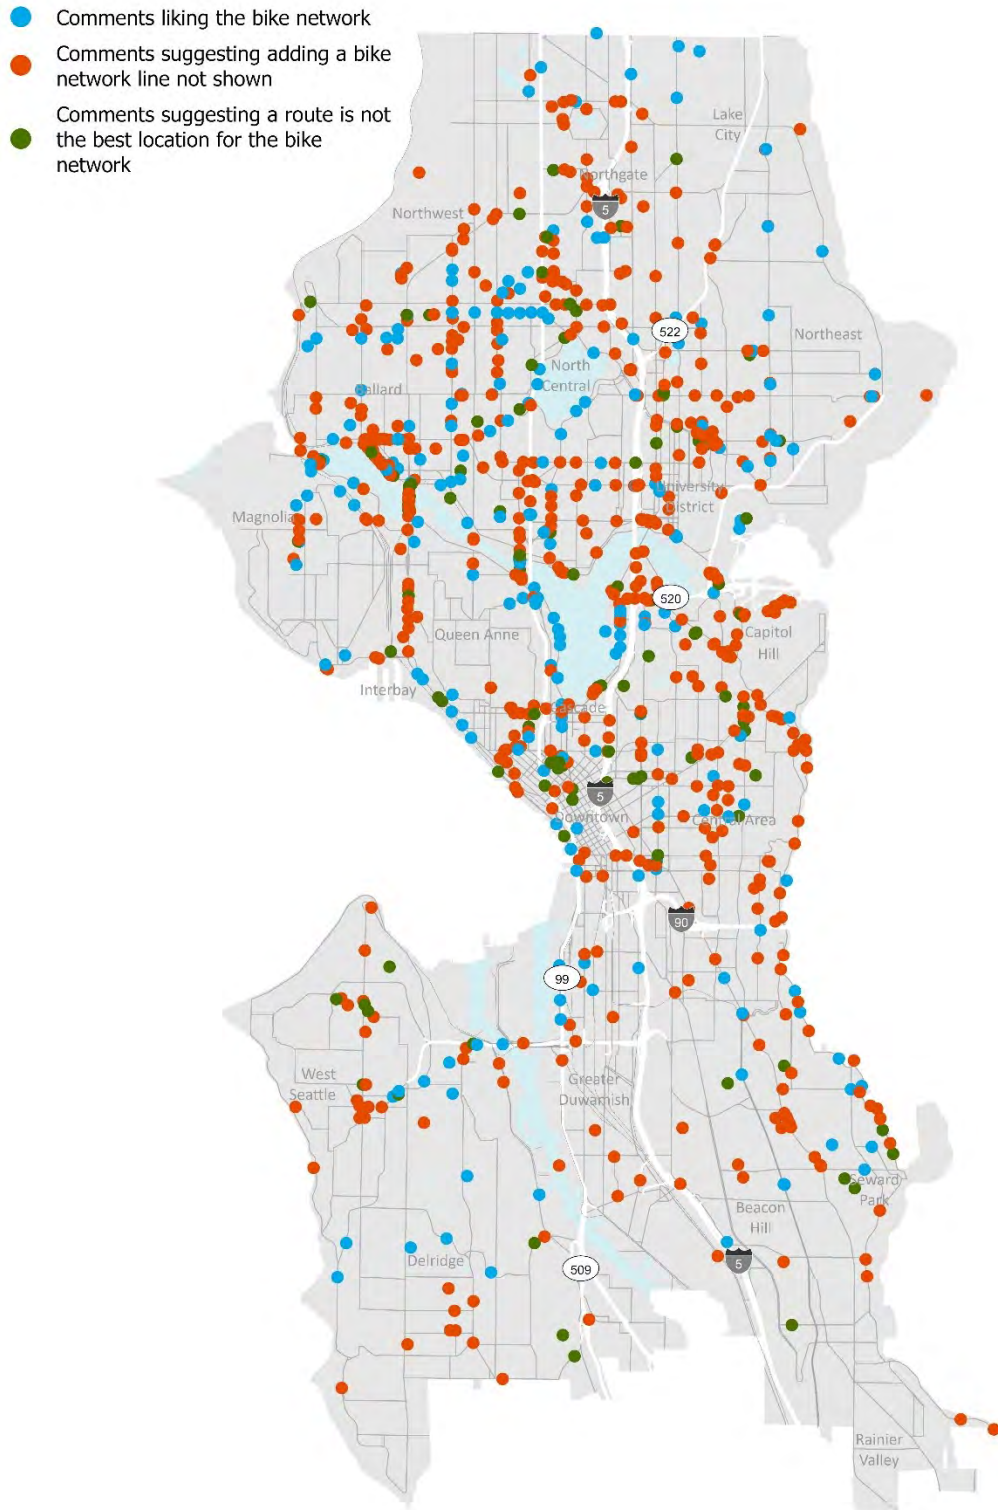 Comments liking the bike network
Comments suggesting adding a bike
network line not shown
Comments suggesting a route is not
the best location for the bike
network
Lake
City
Northgate
5
Northwest
522
Northeast
North
Central
Ballard
University
District
Magnolia
520
Capitol
Hill
Queen Anne
Interbay
Cascade
5
Downtown
Central Area
90
99
West
Seattle
Greater
Duwamish
Seward
Park
Beacon
Hill
Delridge
5
509
Rainier
Valley